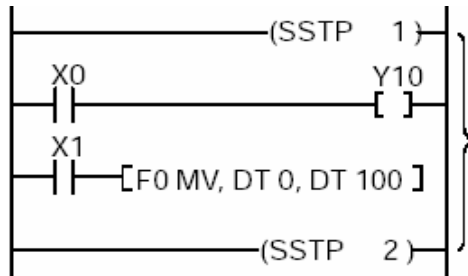 (SSTP 1)
X0 Y10
X1
[F0 MV, DT 0, DT 100]
(SSTP 2)